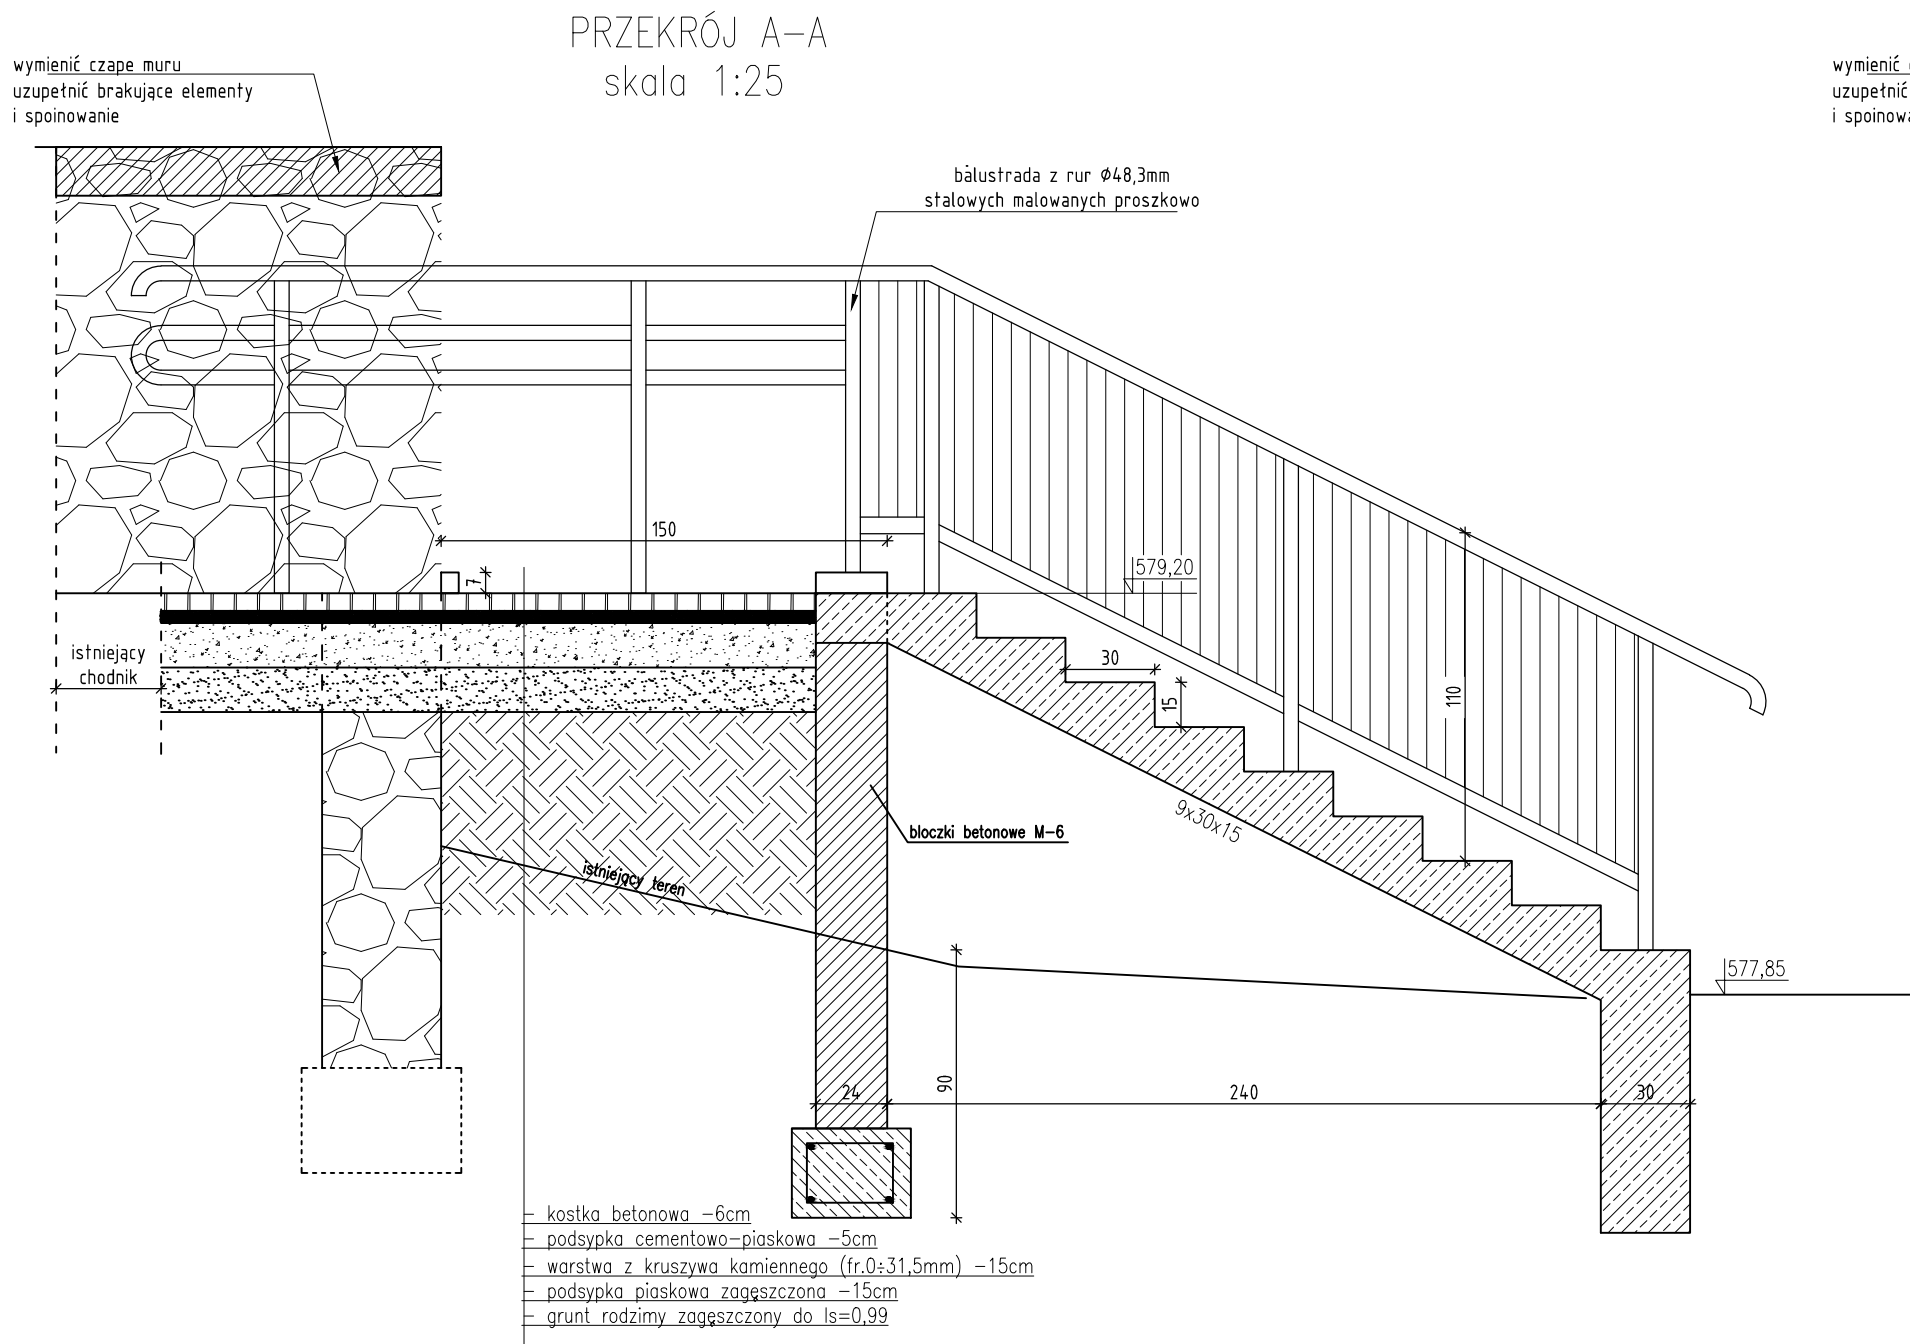 PRZEKRÓJ A-A
skala 1:25
wymienić czape muru
uzupełnić brakujące elementy
i spoinowanie
wymienić
uzupełnić
i spoinowa
balustrada z rur Ø48,3mm
stalowych malowanych proszkowo
150
7
579,20
istniejący
chodnik
30
15
110
9x30x15
bloczki betonowe M-6
istniejący teren
577,85
90
24
240
30
kostka betonowa -6cm
podsypka cementowo-piaskowa -5cm
warstwa z kruszywa kamiennego (fr.0÷31,5mm) -15cm
podsypka piaskowa zagęszczona -15cm
grunt rodzimy zagęszczony do Is=0,99